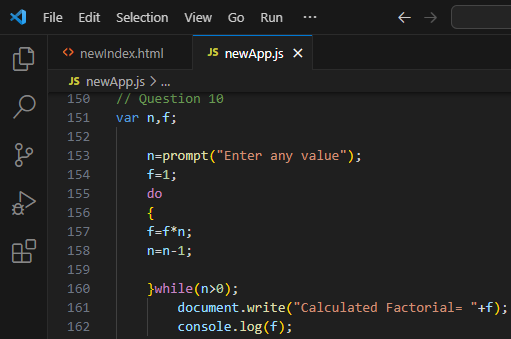 File Edit Selection View Go Run ···
<> newIndex.html JS newApp.js ×
JS newApp.js > ...
150 // Question 10
151 var n,f;
152
153 n=prompt("Enter any value");
154 f=1;
155 do
156 {
157 f=f*n;
158 n=n-1;
159
160 }while(n>0);
161 document.write("Calculated Factorial= "+f);
162 console.log(f);